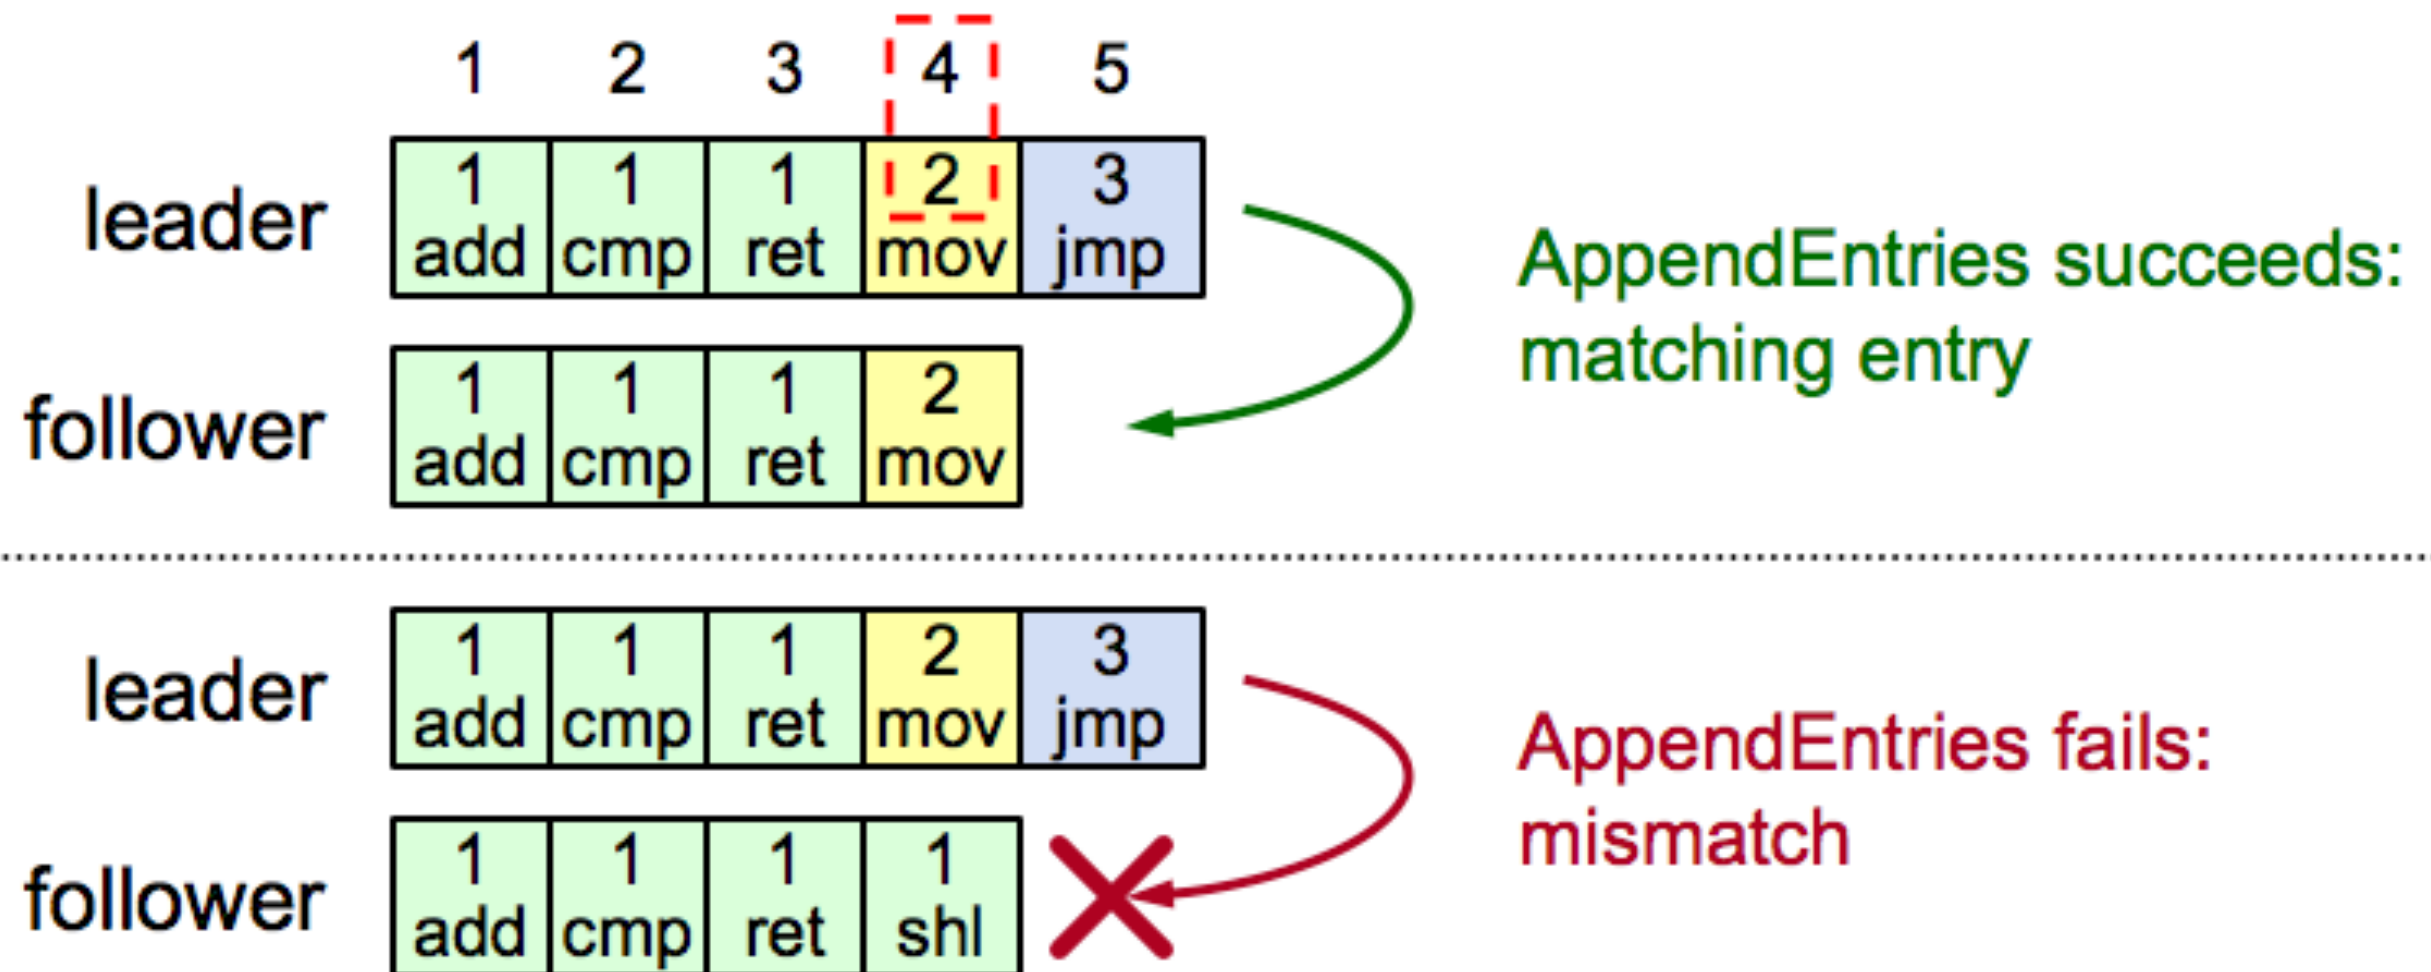 1 2 3 4 5
leader
1 1 1 2 3
add cmp ret mov jmp
AppendEntries succeeds:
matching entry
follower
1 1 1 2
add cmp ret mov
leader
1 1 1 2 3
add cmp ret mov jmp
AppendEntries fails:
mismatch
follower
1 1 1 1
add cmp ret shl